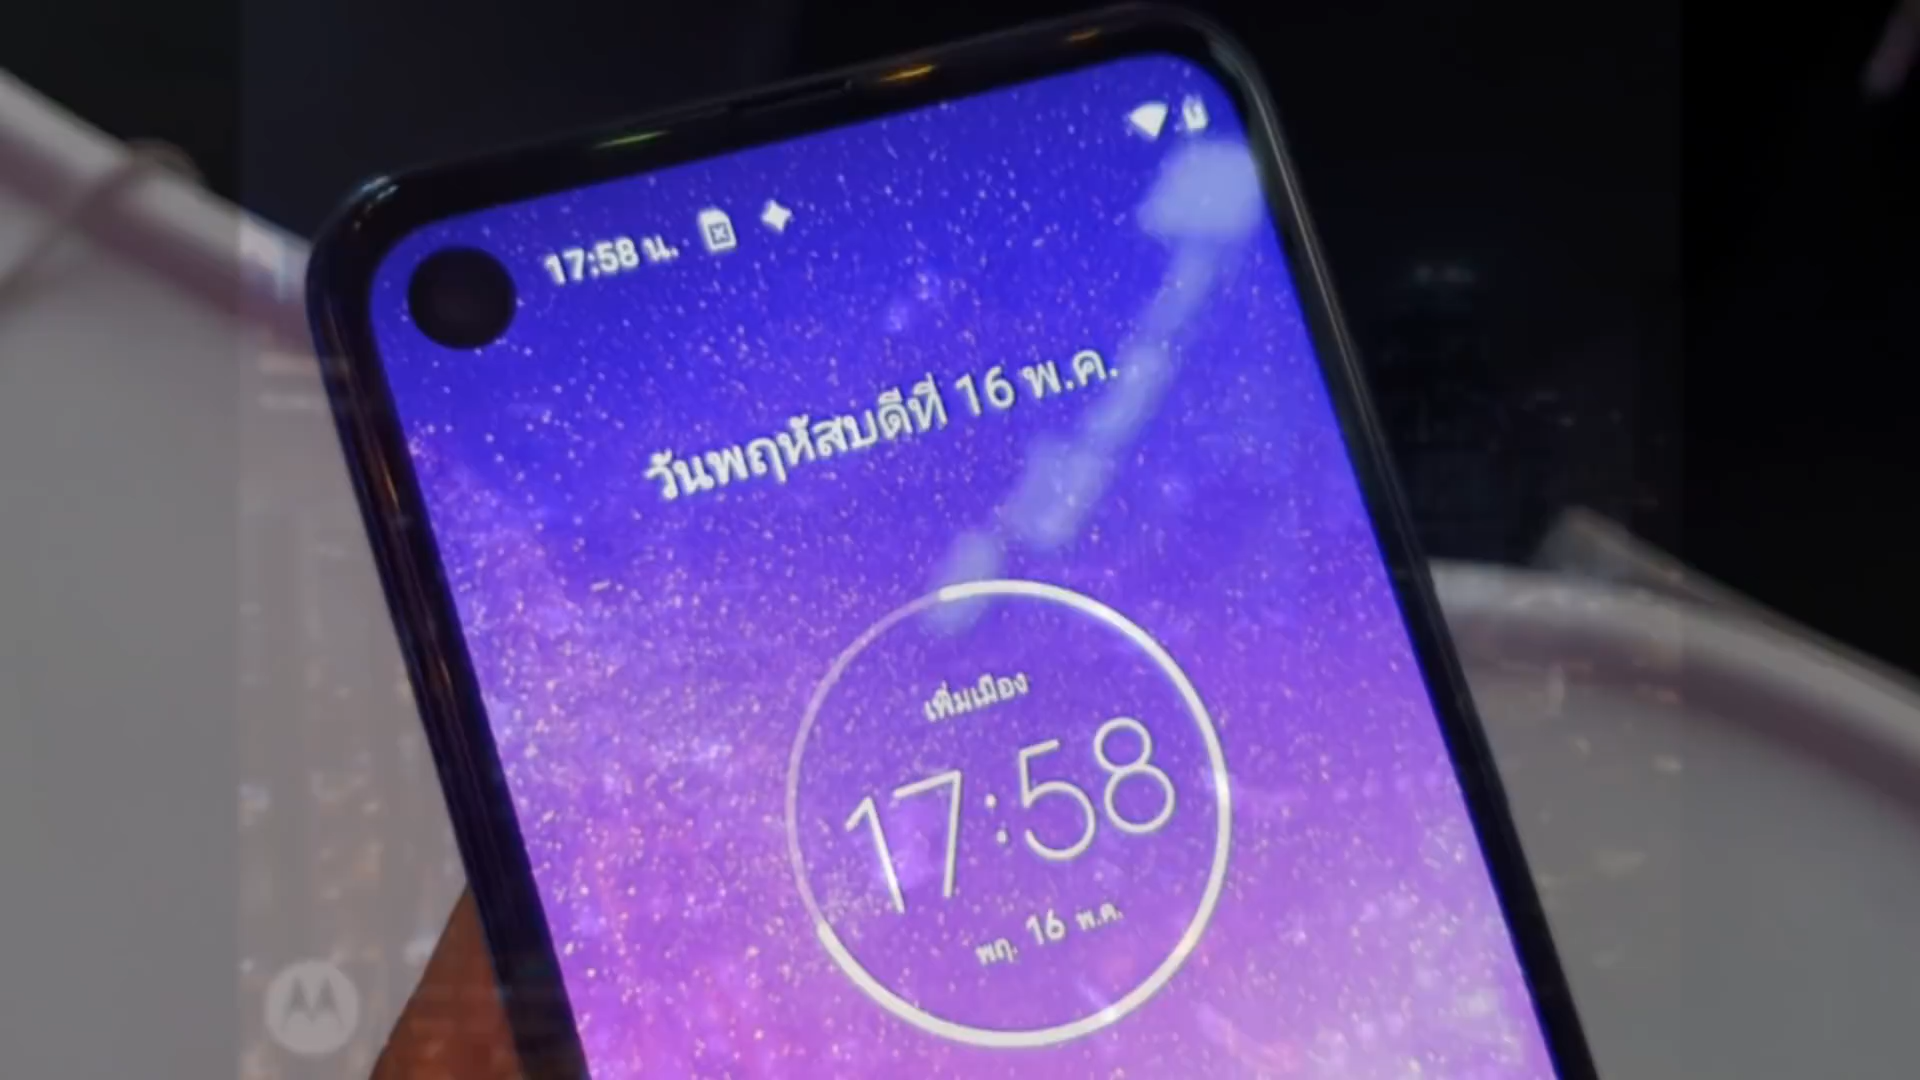 17:58 น.
วันพฤหัสบดีที่ 16 พ.ค.
เพิ่มเมือง
17:58
พฤ. 16 พ.ค.